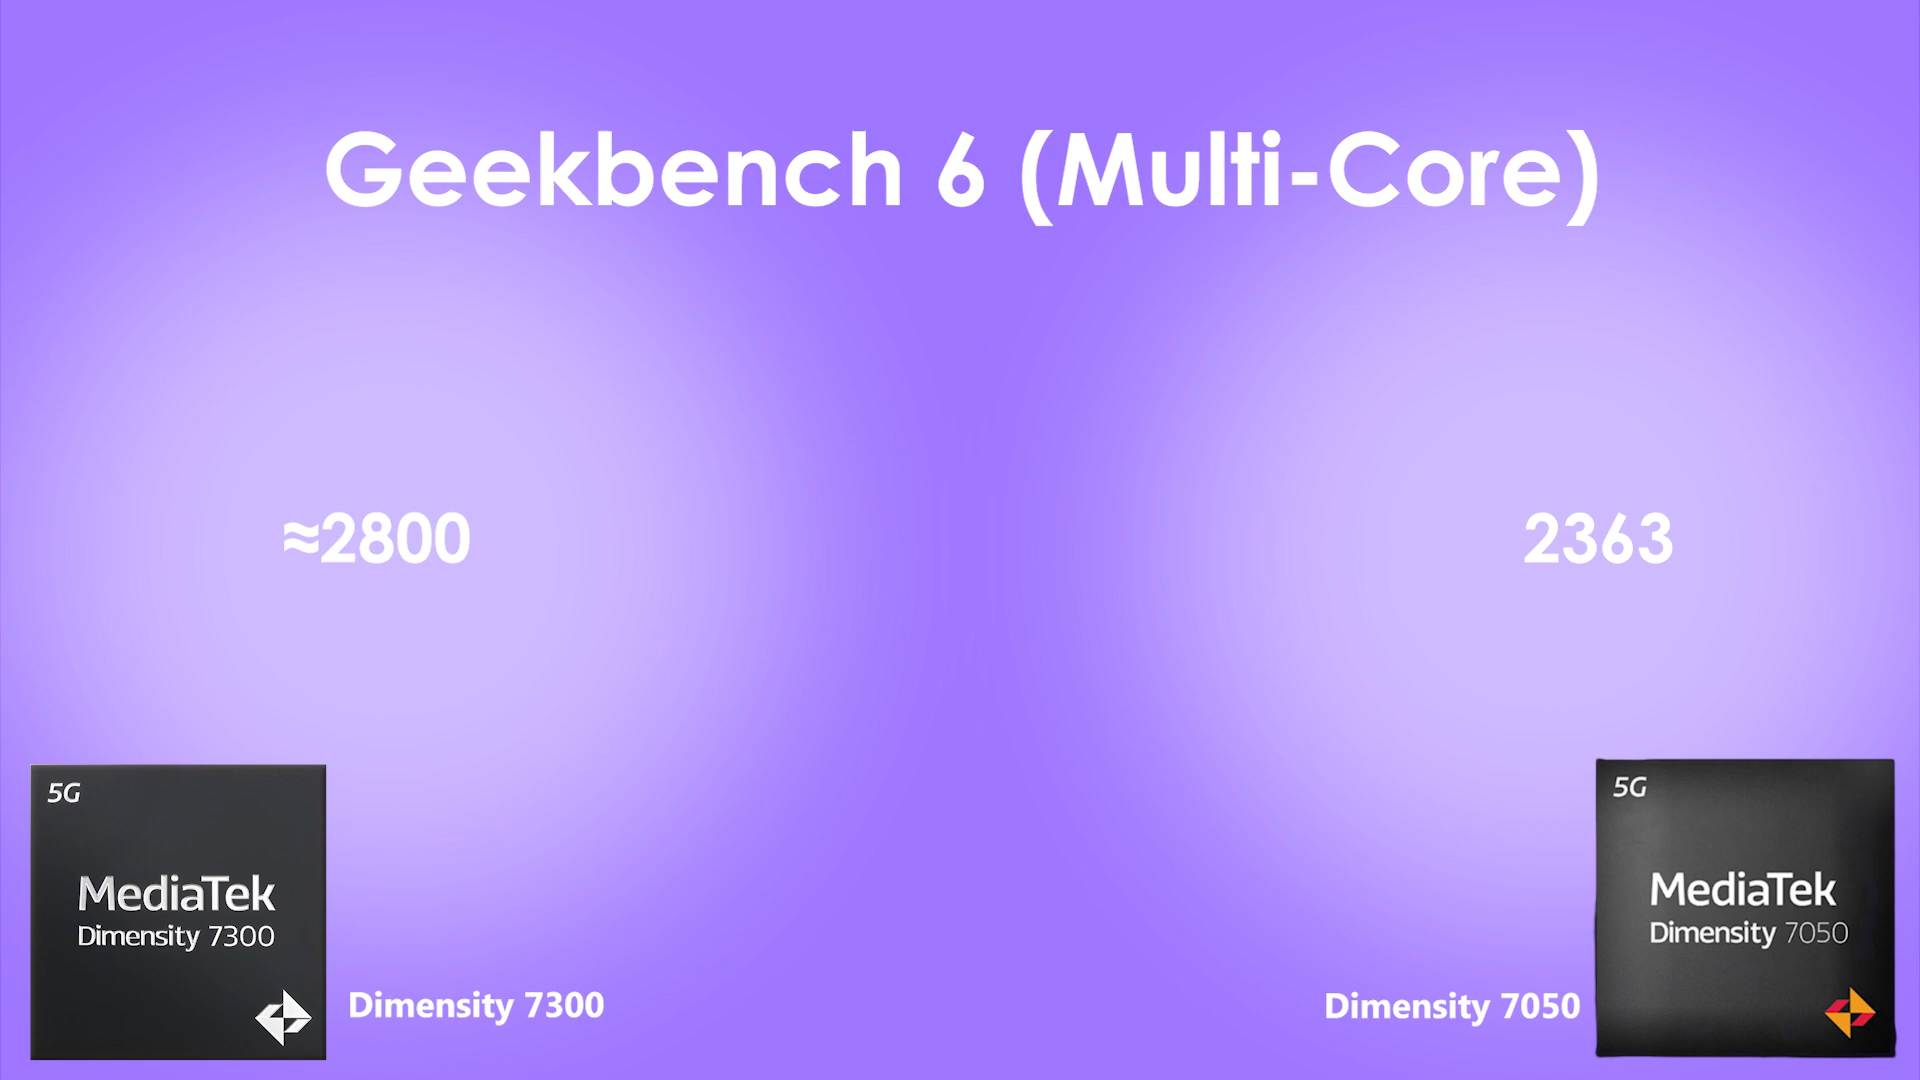 Geekbench 6 (Multi-Core)
≈2800
2363
5G
MediaTek
Dimensity 7300
Dimensity 7300
5G
MediaTek
Dimensity 7050
Dimensity 7050